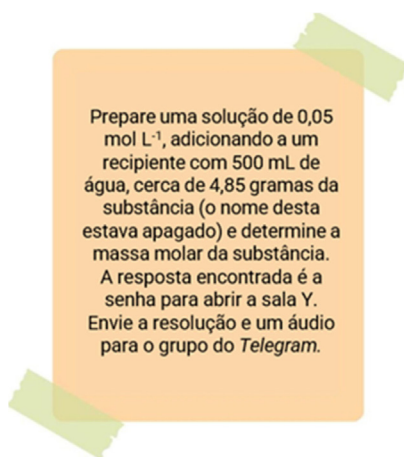 Prepare uma solução de 0,05
mol L⁻¹, adicionando a um
recipiente com 500 mL de
água, cerca de 4,85 gramas da
substância (o nome desta
estava apagado) e determine a
massa molar da substância.
A resposta encontrada é a
senha para abrir a sala Y.
Envie a resolução e um áudio
para o grupo do Telegram.